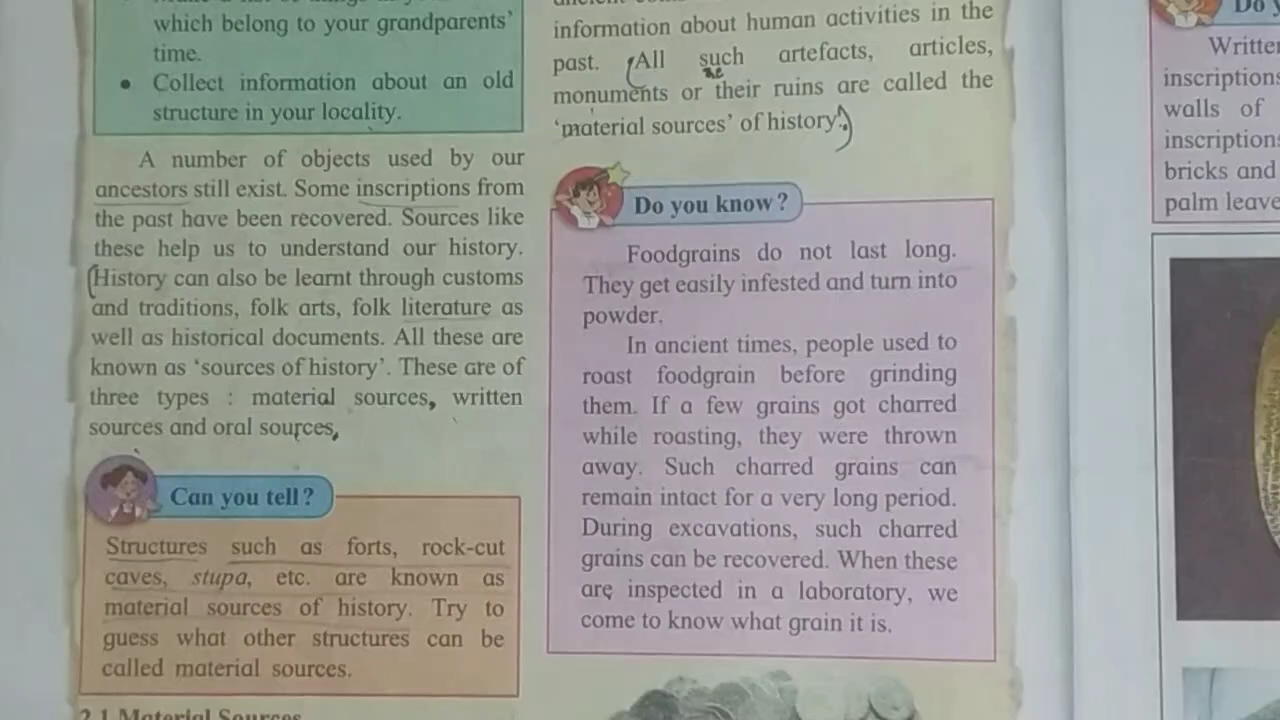 which belong to your grandparents'
time.
• Collect information about an old
structure in your locality.
A number of objects used by our
ancestors still exist. Some inscriptions from
the past have been recovered. Sources like
these help us to understand our history.
History can also be learnt through customs
and traditions, folk arts, folk literature as
well as historical documents. All these are
known as 'sources of history'. These are of
three types : material sources, written
sources and oral sources,
Can you tell?
Structures such as forts, rock-cut
caves, stupa, etc. are known as
material sources of history. Try to
guess what other structures can be
called material sources.
2.1 Material Sources
information about human activities in the
past. (All such artefacts, articles,
monuments or their ruins are called the
'material sources' of history.)
Do you know?
Foodgrains do not last long.
They get easily infested and turn into
powder.
In ancient times, people used to
roast foodgrain before grinding
them. If a few grains got charred
while roasting, they were thrown
away. Such charred grains can
remain intact for a very long period.
During excavations, such charred
grains can be recovered. When these
are inspected in a laboratory, we
come to know what grain it is.
Do
Writte
inscriptions
walls of
inscriptions
bricks and
palm leave